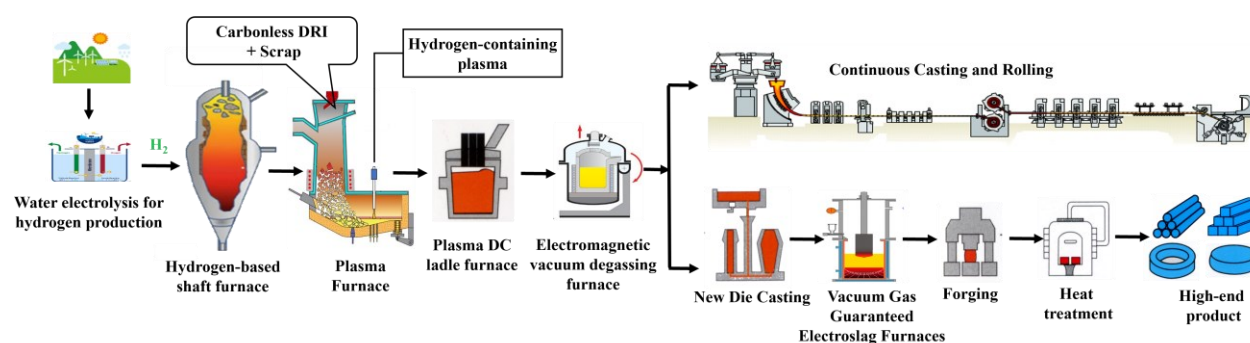 Carbonless DRI
+ Scrap
Hydrogen-containing
plasma
Continuous Casting and Rolling
H₂
Water electrolysis for
hydrogen production
Hydrogen-based
shaft furnace
Plasma
Furnace
Plasma DC
ladle furnace
Electromagnetic
vacuum degassing
furnace
New Die Casting
Vacuum Gas
Guaranteed
Electroslag Furnaces
Forging
Heat
treatment
High-end
product